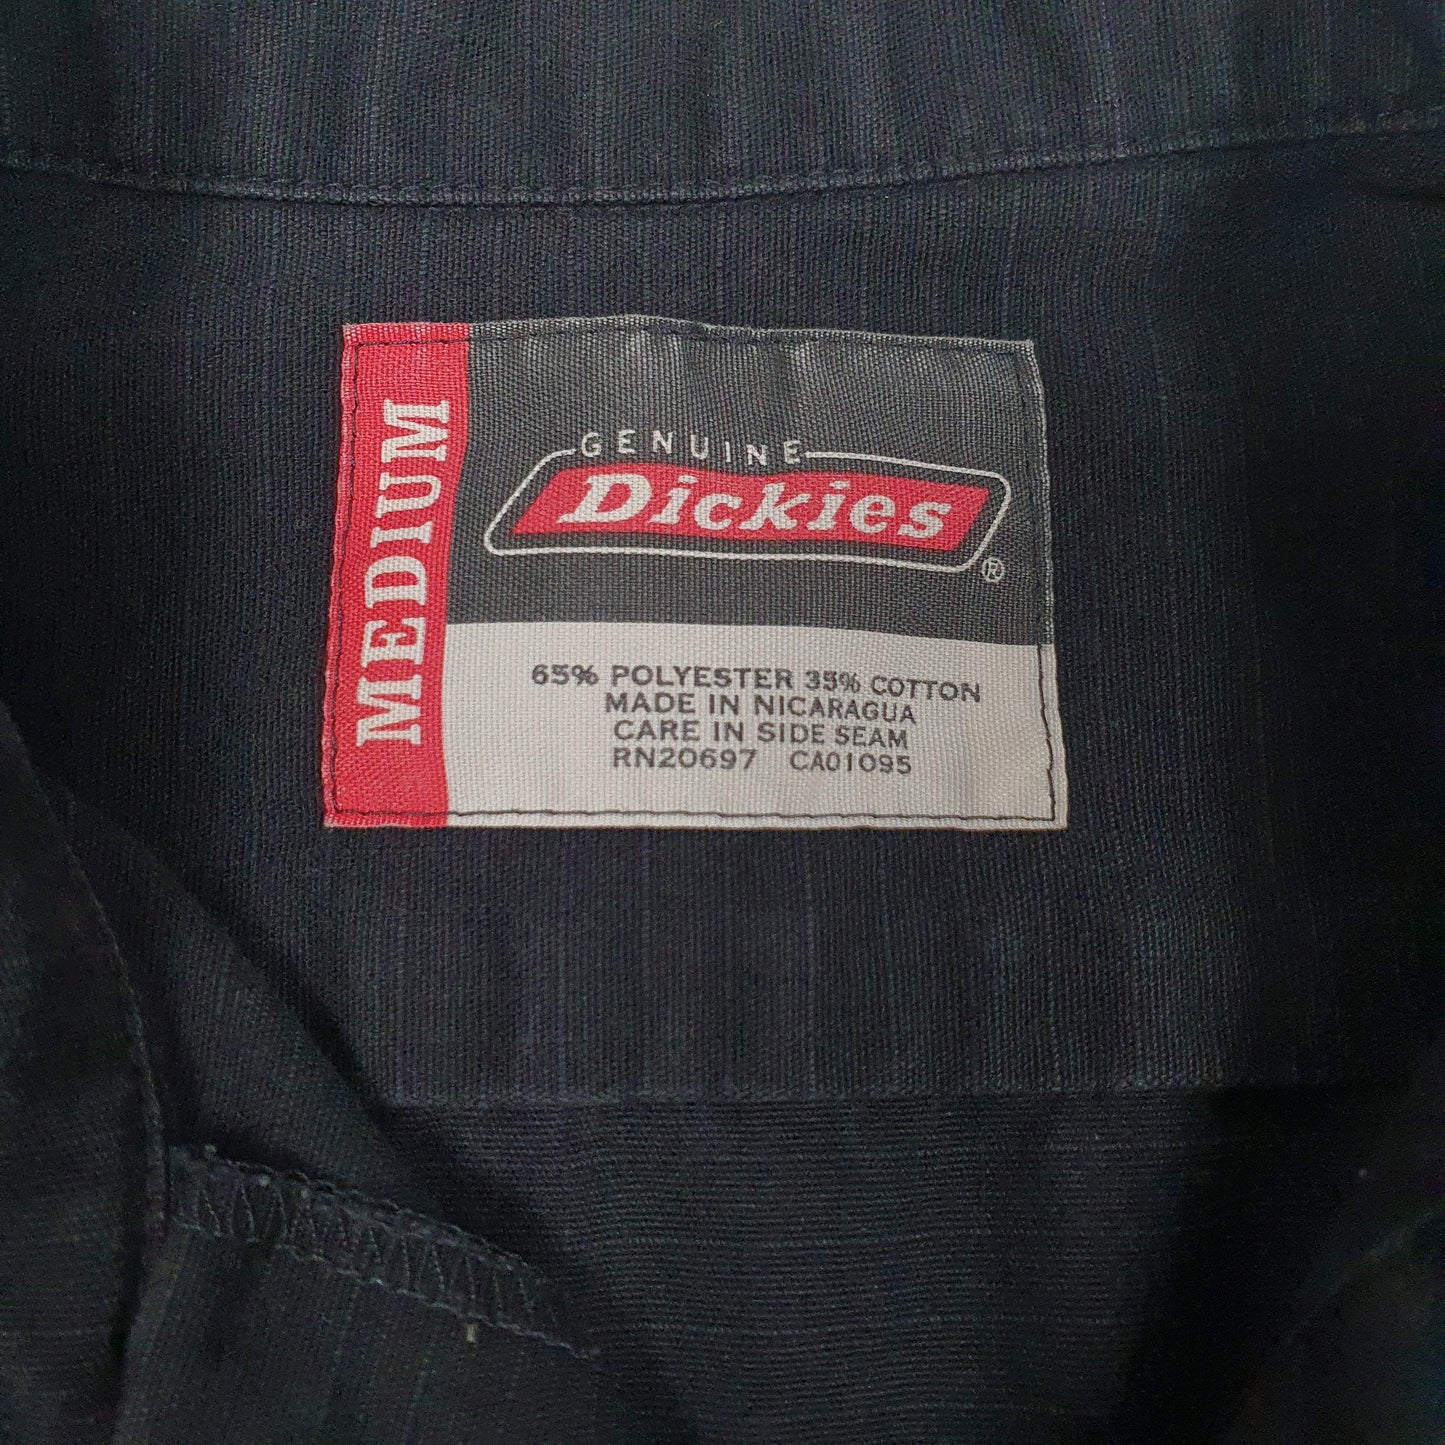 MEDIUM
GENUINE
Dickies
®
65% POLYESTER 35% COTTON
MADE IN NICARAGUA
CARE IN SIDE SEAM
RN20697 CA01095